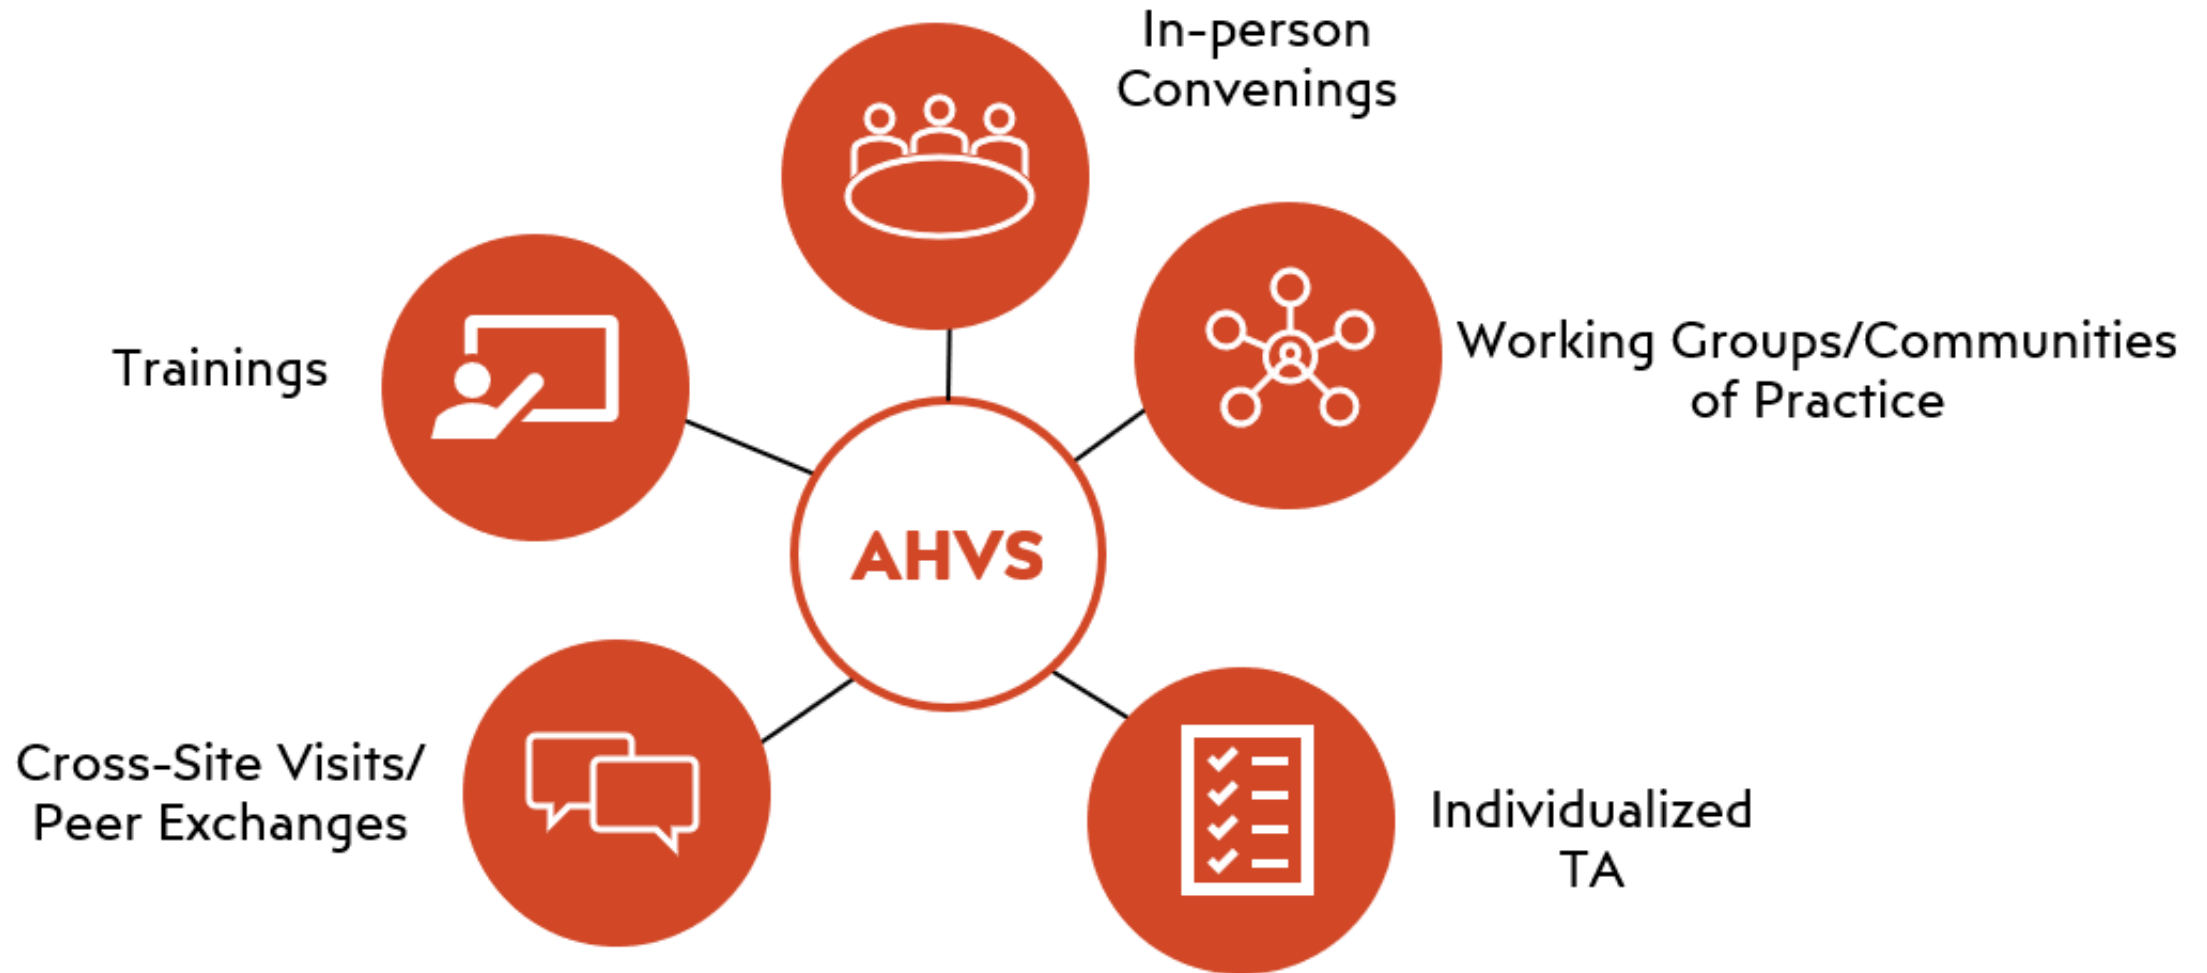 In-person
Convenings
Working Groups/Communities
of Practice
Trainings
AHVS
Cross-Site Visits/
Peer Exchanges
Individualized
TA